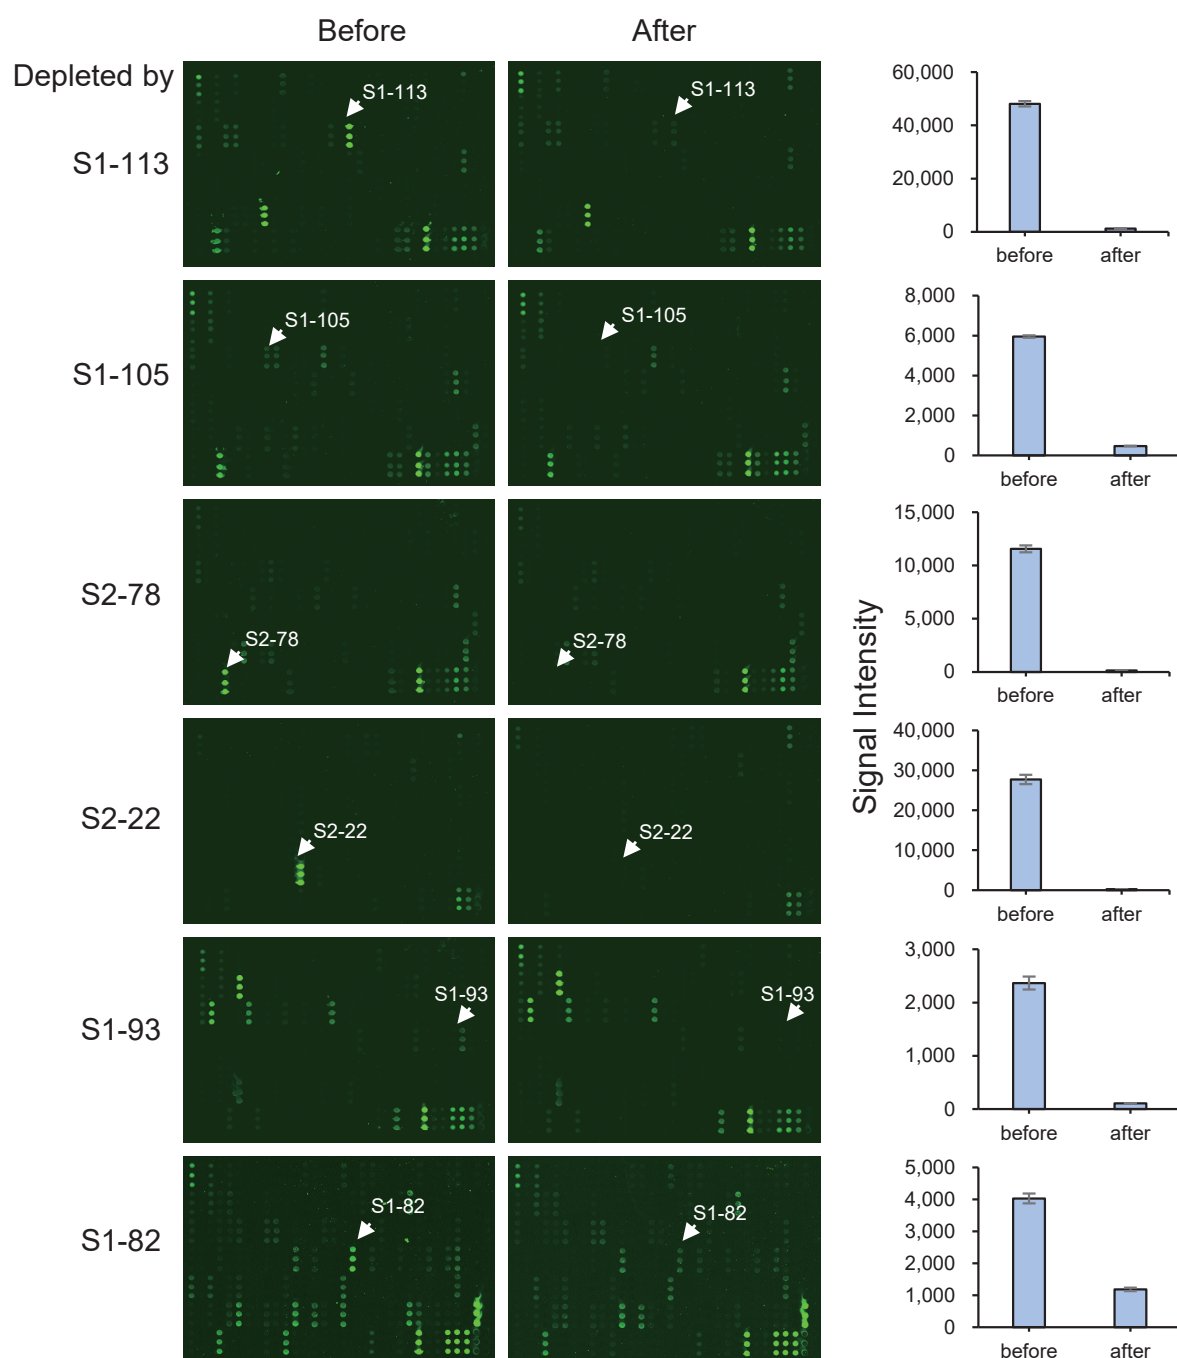 Before After
Depleted by
S1-113
S1-113
S1-113
60,000
40,000
20,000
0
before after
S1-105
S1-105
S1-105
8,000
6,000
4,000
2,000
0
before after
S2-78
S2-78
S2-78
15,000
10,000
5,000
0
before after
Signal Intensity
S2-22
S2-22
S2-22
40,000
30,000
20,000
10,000
0
before after
S1-93
S1-93
S1-93
3,000
2,000
1,000
0
before after
S1-82
S1-82
S1-82
5,000
4,000
3,000
2,000
1,000
0
before after